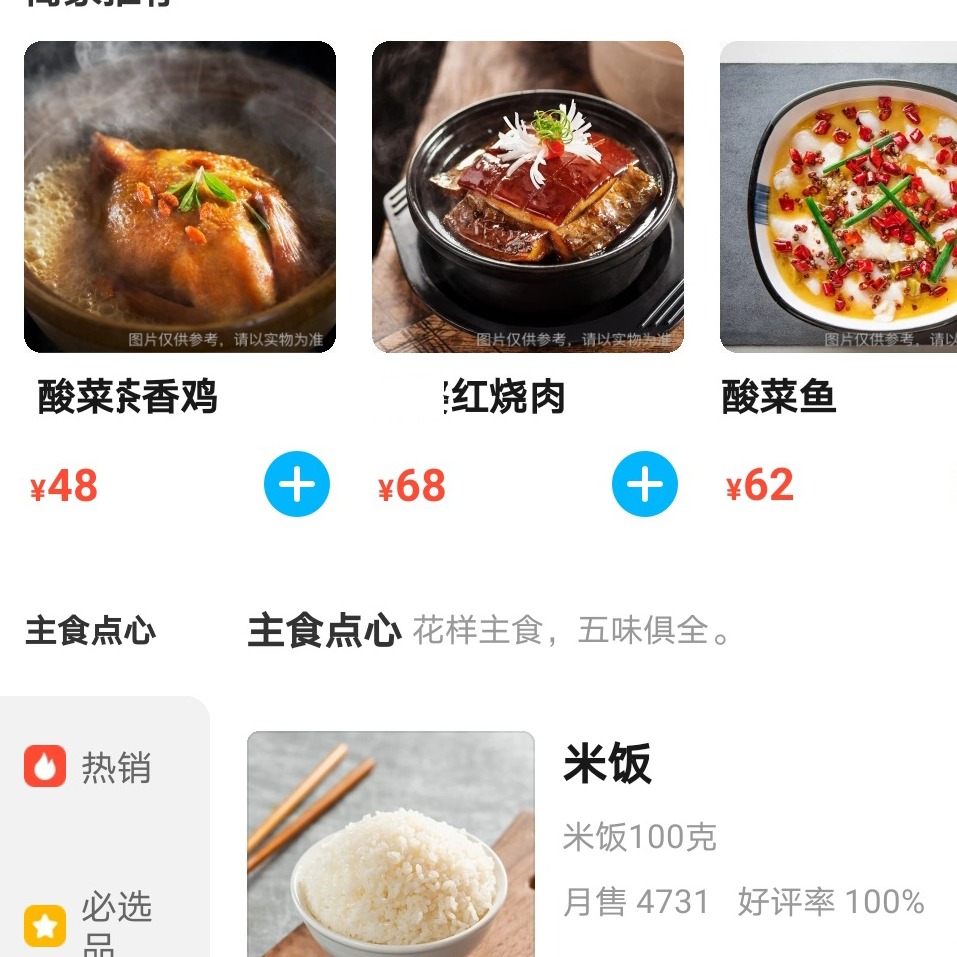 图片仅供参考，请以实物为准
图片仅供参考，请以实物为准
图片仅供参考，请以
酸菜茶香鸡
红烧肉
酸菜鱼
¥48
¥68
¥62
主食点心
主食点心 花样主食，五味俱全。
热销
米饭
米饭100克
月售 4731 好评率 100%
必选
品